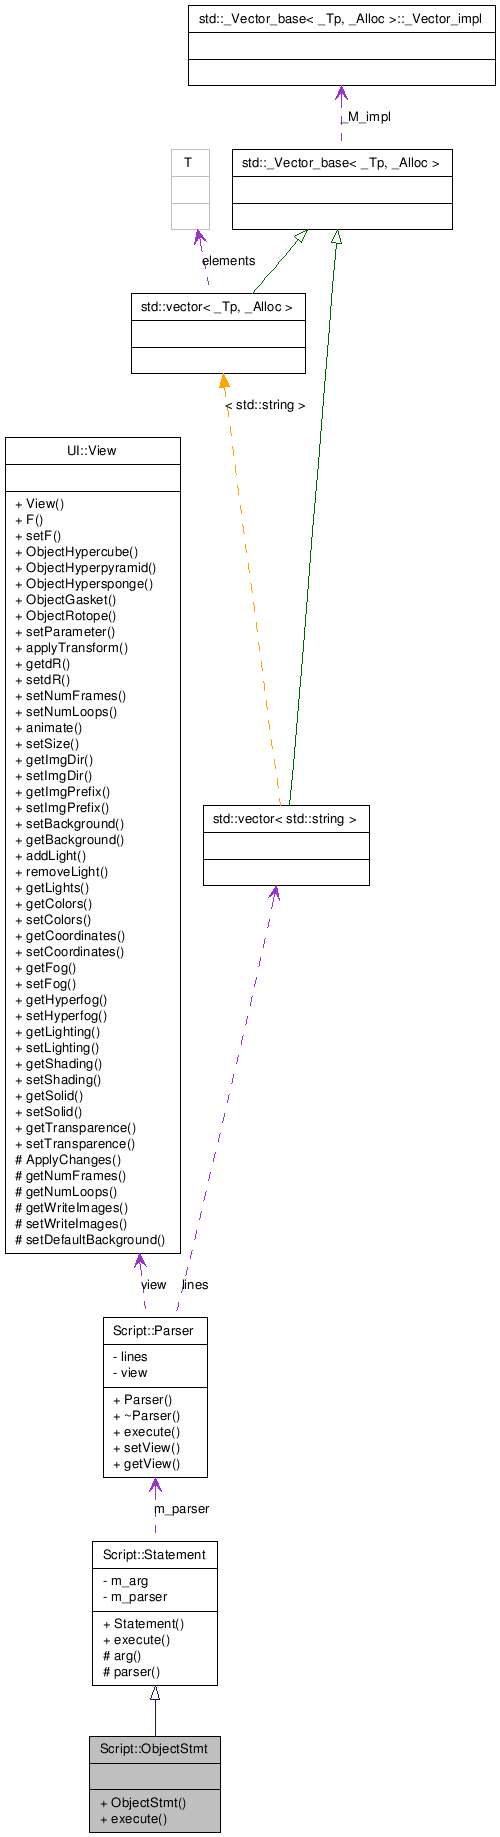 std::_Vector_base< _Tp, _Alloc >::_Vector_impl
_M_impl
T
std::_Vector_base< _Tp, _Alloc >
elements
std::vector< _Tp, _Alloc >
< std::string >
UI::View
+ View()
+ F()
+ setF()
+ ObjectHypercube()
+ ObjectHyperpyramid()
+ ObjectHypersponge()
+ ObjectGasket()
+ ObjectRotope()
+ setParameter()
+ applyTransform()
+ getdR()
+ setdR()
+ setNumFrames()
+ setNumLoops()
+ animate()
+ setSize()
+ getImgDir()
+ setImgDir()
+ getImgPrefix()
+ setImgPrefix()
+ setBackground()
+ getBackground()
+ addLight()
+ removeLight()
+ getLights()
+ getColors()
+ setColors()
+ getCoordinates()
+ setCoordinates()
+ getFog()
+ setFog()
+ getHyperfog()
+ setHyperfog()
+ getLighting()
+ setLighting()
+ getShading()
+ setShading()
+ getSolid()
+ setSolid()
+ getTransparence()
+ setTransparence()
# ApplyChanges()
# getNumFrames()
# getNumLoops()
# getWriteImages()
# setWriteImages()
# setDefaultBackground()
std::vector< std::string >
view
lines
Script::Parser
- lines
- view
+ Parser()
+ ~Parser()
+ execute()
+ setView()
+ getView()
m_parser
Script::Statement
- m_arg
- m_parser
+ Statement()
+ execute()
# arg()
# parser()
Script::ObjectStmt
+ ObjectStmt()
+ execute()